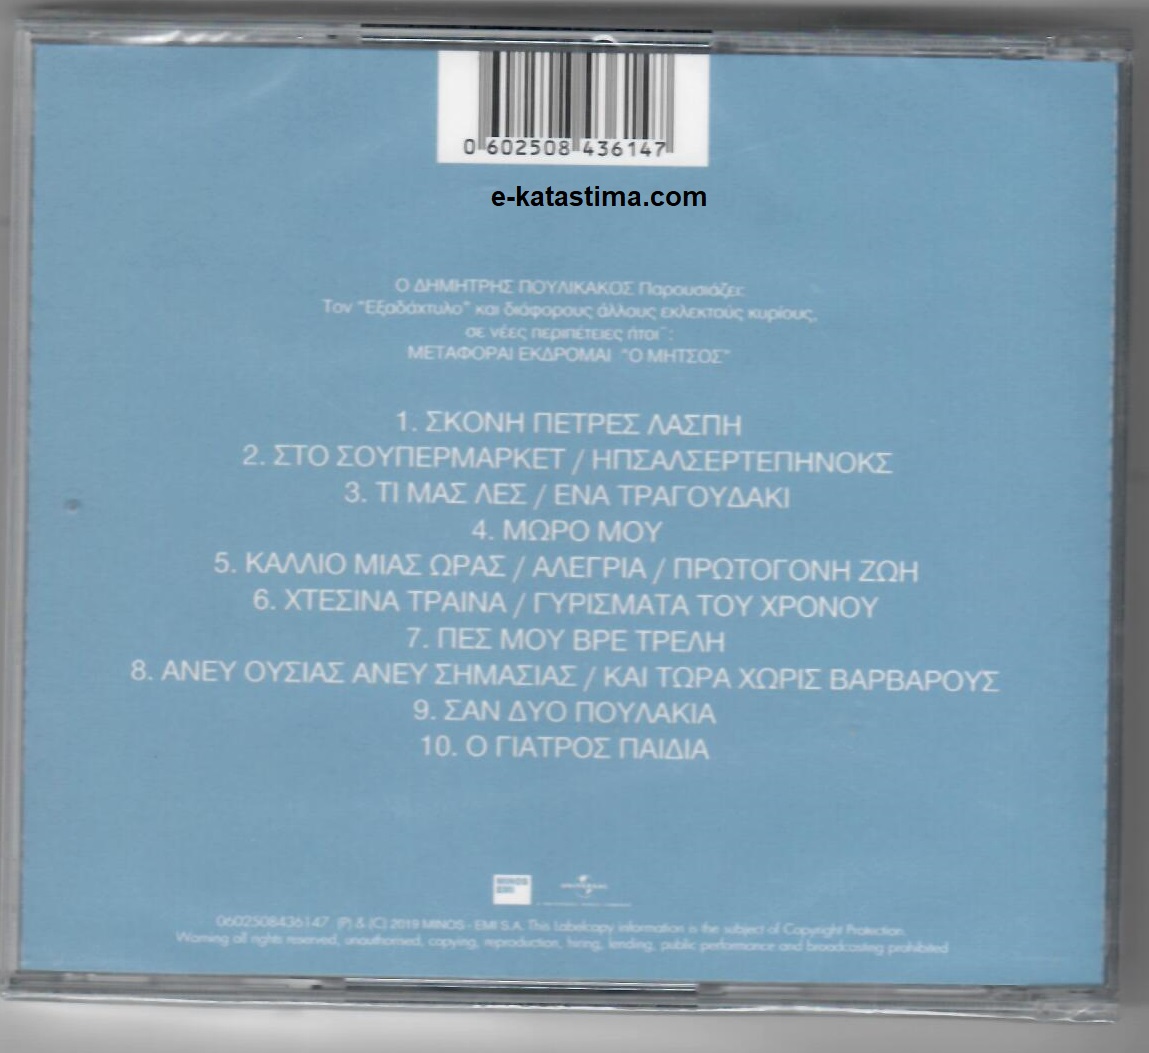 0 602508 436147
e-katastima.com
Ο ΔΗΜΗΤΡΗΣ ΠΟΥΛΙΚΑΚΟΣ Παρουσιάζει:
Τον "Εξαδάχτυλο" και διάφορους άλλους εκλεκτούς κυρίους,
σε νέες περιπέτειες ήτοι¨:
ΜΕΤΑΦΟΡΑΙ ΕΚΔΡΟΜΑΙ "Ο ΜΗΤΣΟΣ"
1. ΣΚΟΝΗ ΠΕΤΡΕΣ ΛΑΣΠΗ
2. ΣΤΟ ΣΟΥΠΕΡΜΑΡΚΕΤ / ΗΠΣΑΛΣΕΡΤΕΠΗΝΟΚΣ
3. ΤΙ ΜΑΣ ΛΕΣ / ΕΝΑ ΤΡΑΓΟΥΔΑΚΙ
4. ΜΩΡΟ ΜΟΥ
5. ΚΑΛΛΙΟ ΜΙΑΣ ΩΡΑΣ / ΑΛΕΓΡΙΑ / ΠΡΩΤΟΓΟΝΗ ΖΩΗ
6. ΧΤΕΣΙΝΑ ΤΡΑΙΝΑ / ΓΥΡΙΣΜΑΤΑ ΤΟΥ ΧΡΟΝΟΥ
7. ΠΕΣ ΜΟΥ ΒΡΕ ΤΡΕΛΗ
8. ΑΝΕΥ ΟΥΣΙΑΣ ΑΝΕΥ ΣΗΜΑΣΙΑΣ / ΚΑΙ ΤΩΡΑ ΧΩΡΙΣ ΒΑΡΒΑΡΟΥΣ
9. ΣΑΝ ΔΥΟ ΠΟΥΛΑΚΙΑ
10. Ο ΓΙΑΤΡΟΣ ΠΑΙΔΙΑ
MINOS
EMI
UNIVERSAL
0602508436147 (P) & (C) 2019 MINOS - EMI S.A. This Labelcopy information is the subject of Copyright Protection.
Warning all rights reserved, unauthorised, copying, reproduction, hiring, lending, public performance and broadcasting prohibited